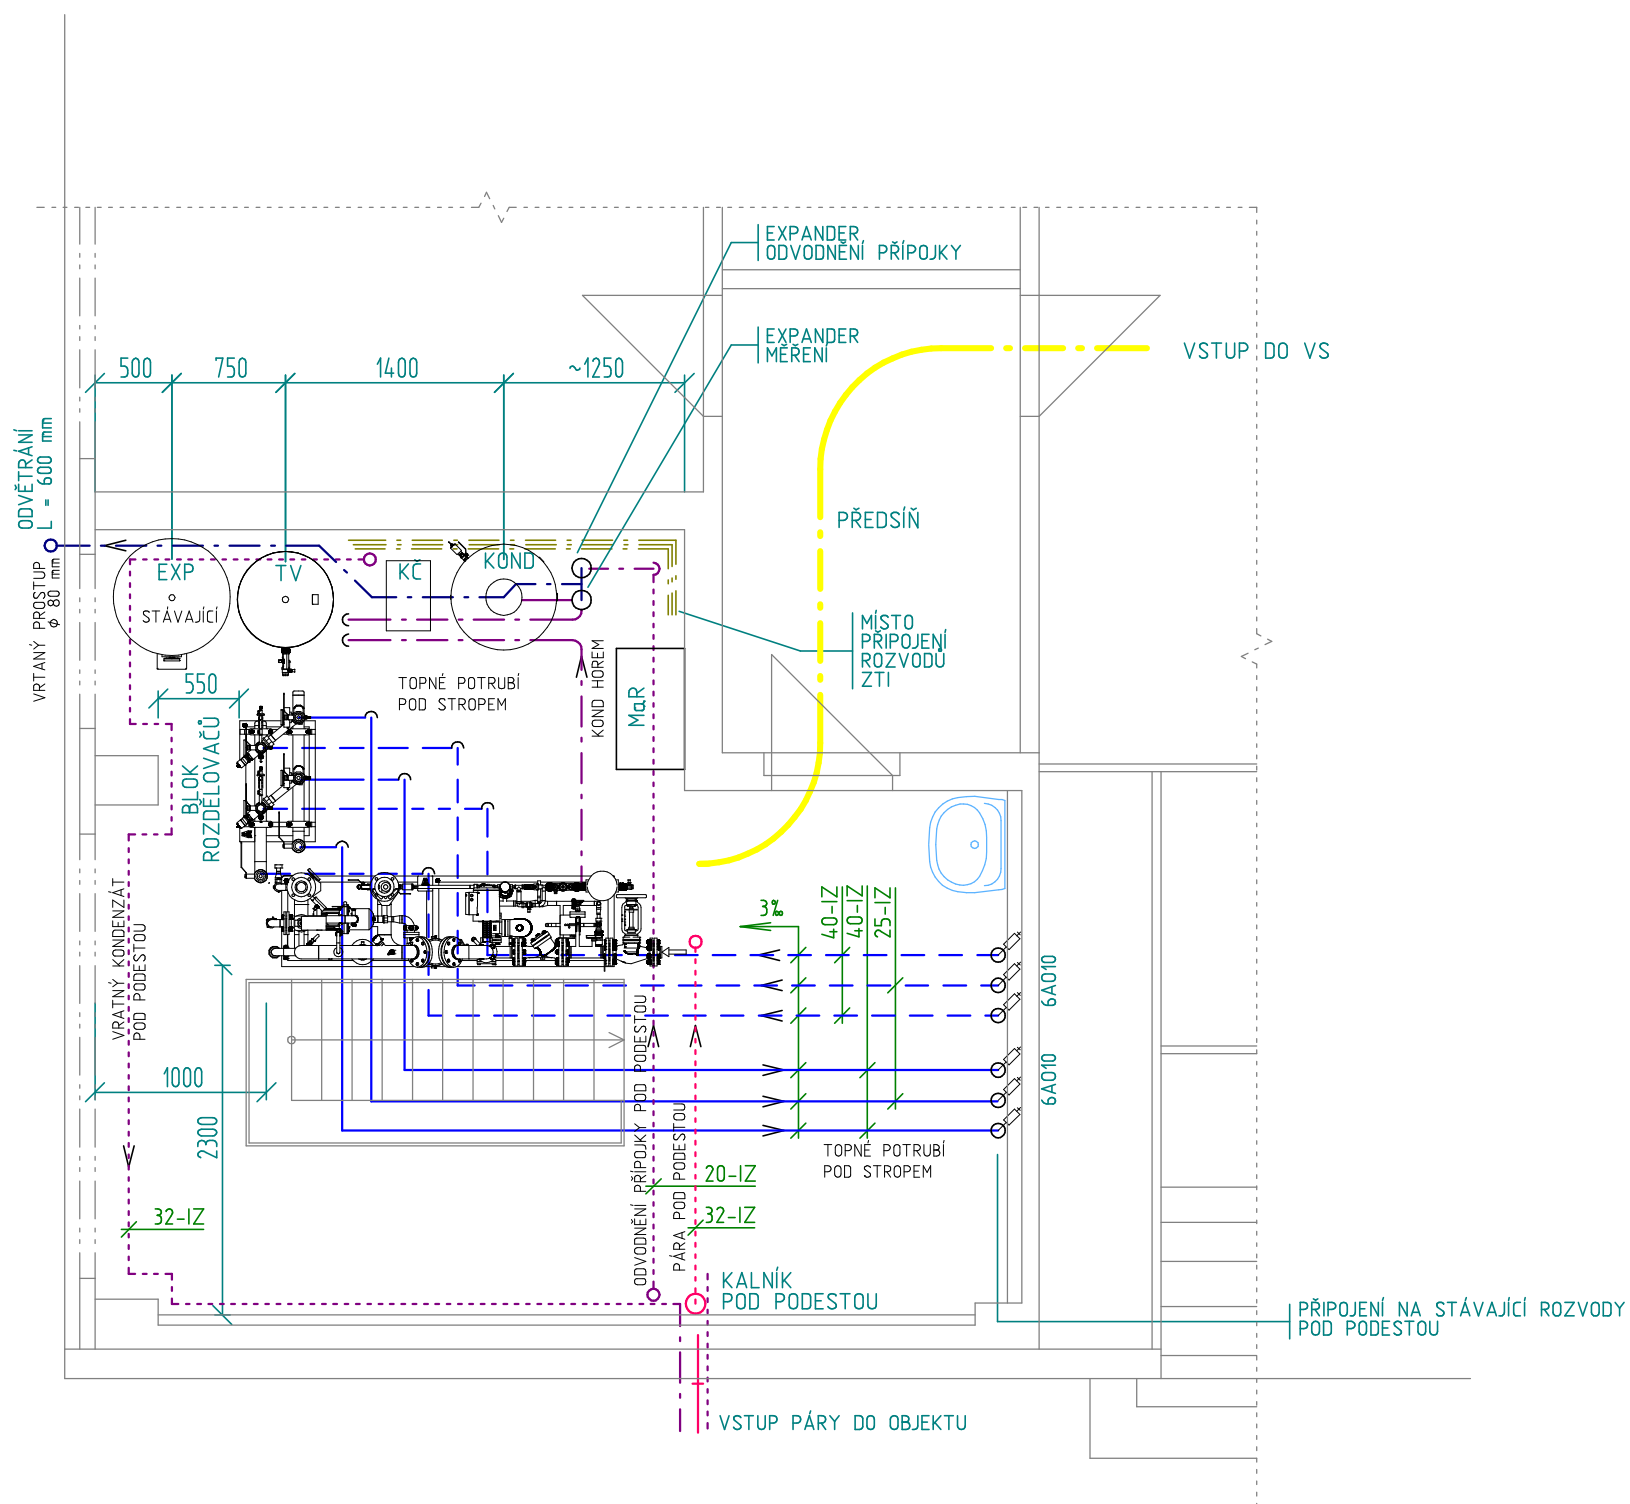 EXPANDER
ODVODNĚNÍ PŘÍPOJKY
EXPANDER
MĚŘENÍ
VSTUP DO VS
500
750
1400
~1250
ODVĚTRÁNÍ
L = 600 mm
VRTANÝ PROSTUP
ϕ 80 mm
EXP
STÁVAJÍCÍ
TV
KČ
KOND
PŘEDSÍŇ
MÍSTO
PŘIPOJENÍ
ROZVODŮ
ZTI
KOND HOREM
MaR
TOPNÉ POTRUBÍ
POD STROPEM
550
BLOK
ROZDĚLOVAČŮ
VRATNÝ KONDENZÁT
POD PODESTOU
3‰
40-IZ
40-IZ
25-IZ
6A010
6A010
1000
2300
ODVODNĚNÍ PŘÍPOJKY POD PODESTOU
PÁRA POD PODESTOU
TOPNÉ POTRUBÍ
POD STROPEM
20-IZ
32-IZ
32-IZ
KALNÍK
POD PODESTOU
PŘIPOJENÍ NA STÁVAJÍCÍ ROZVODY
POD PODESTOU
VSTUP PÁRY DO OBJEKTU